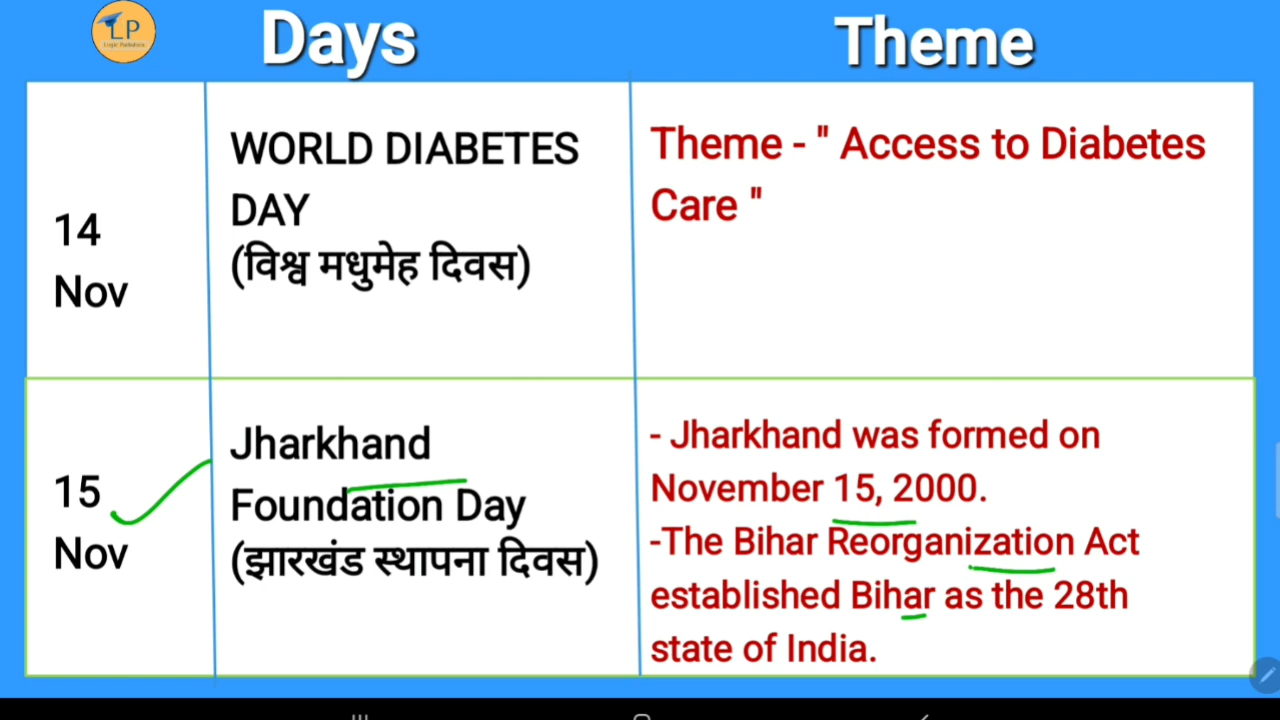 LP
Days
Theme
14
Nov
WORLD DIABETES
DAY
(विश्व मधुमेह दिवस)
Theme - " Access to Diabetes
Care "
15
Nov
Jharkhand
Foundation Day
(झारखंड स्थापना दिवस)
- Jharkhand was formed on
November 15, 2000.
-The Bihar Reorganization Act
established Bihar as the 28th
state of India.